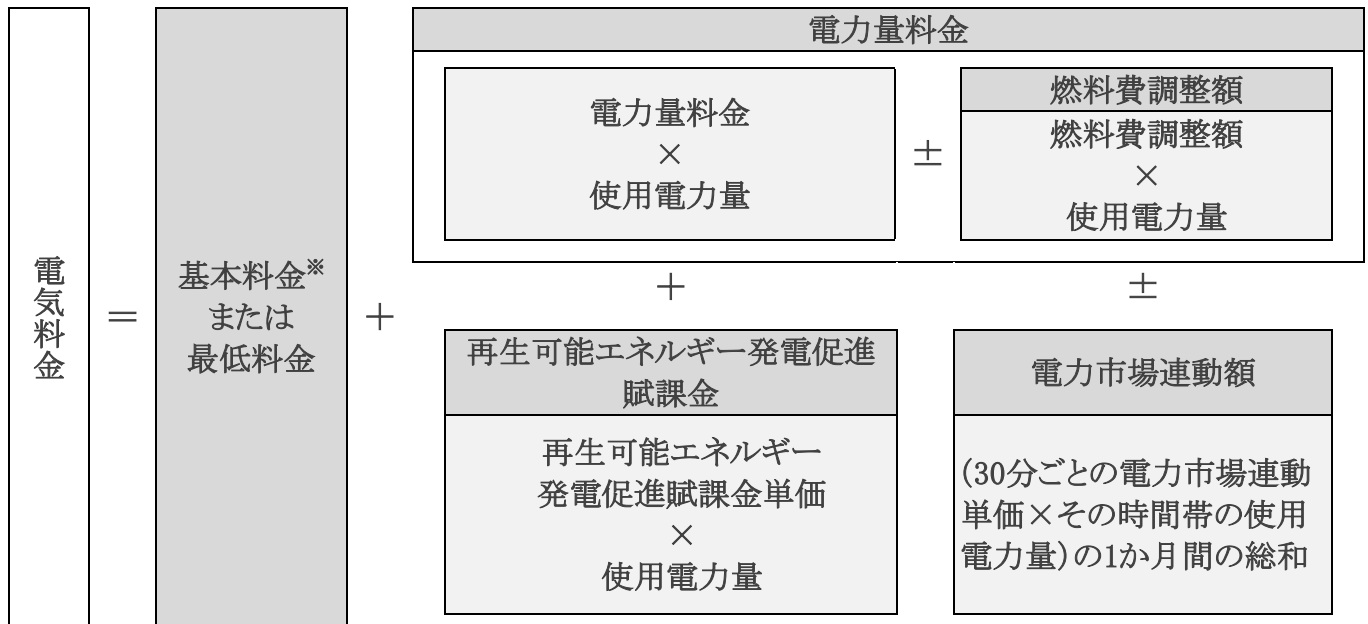 電気料金
＝
基本料金※
または
最低料金
＋
電力量料金
電力量料金
×
使用電力量
±
燃料費調整額
燃料費調整額
×
使用電力量
＋
再生可能エネルギー発電促進
賦課金
再生可能エネルギー
発電促進賦課金単価
×
使用電力量
±
電力市場連動額
（30分ごとの電力市場連動
単価×その時間帯の使用
電力量）の1か月間の総和